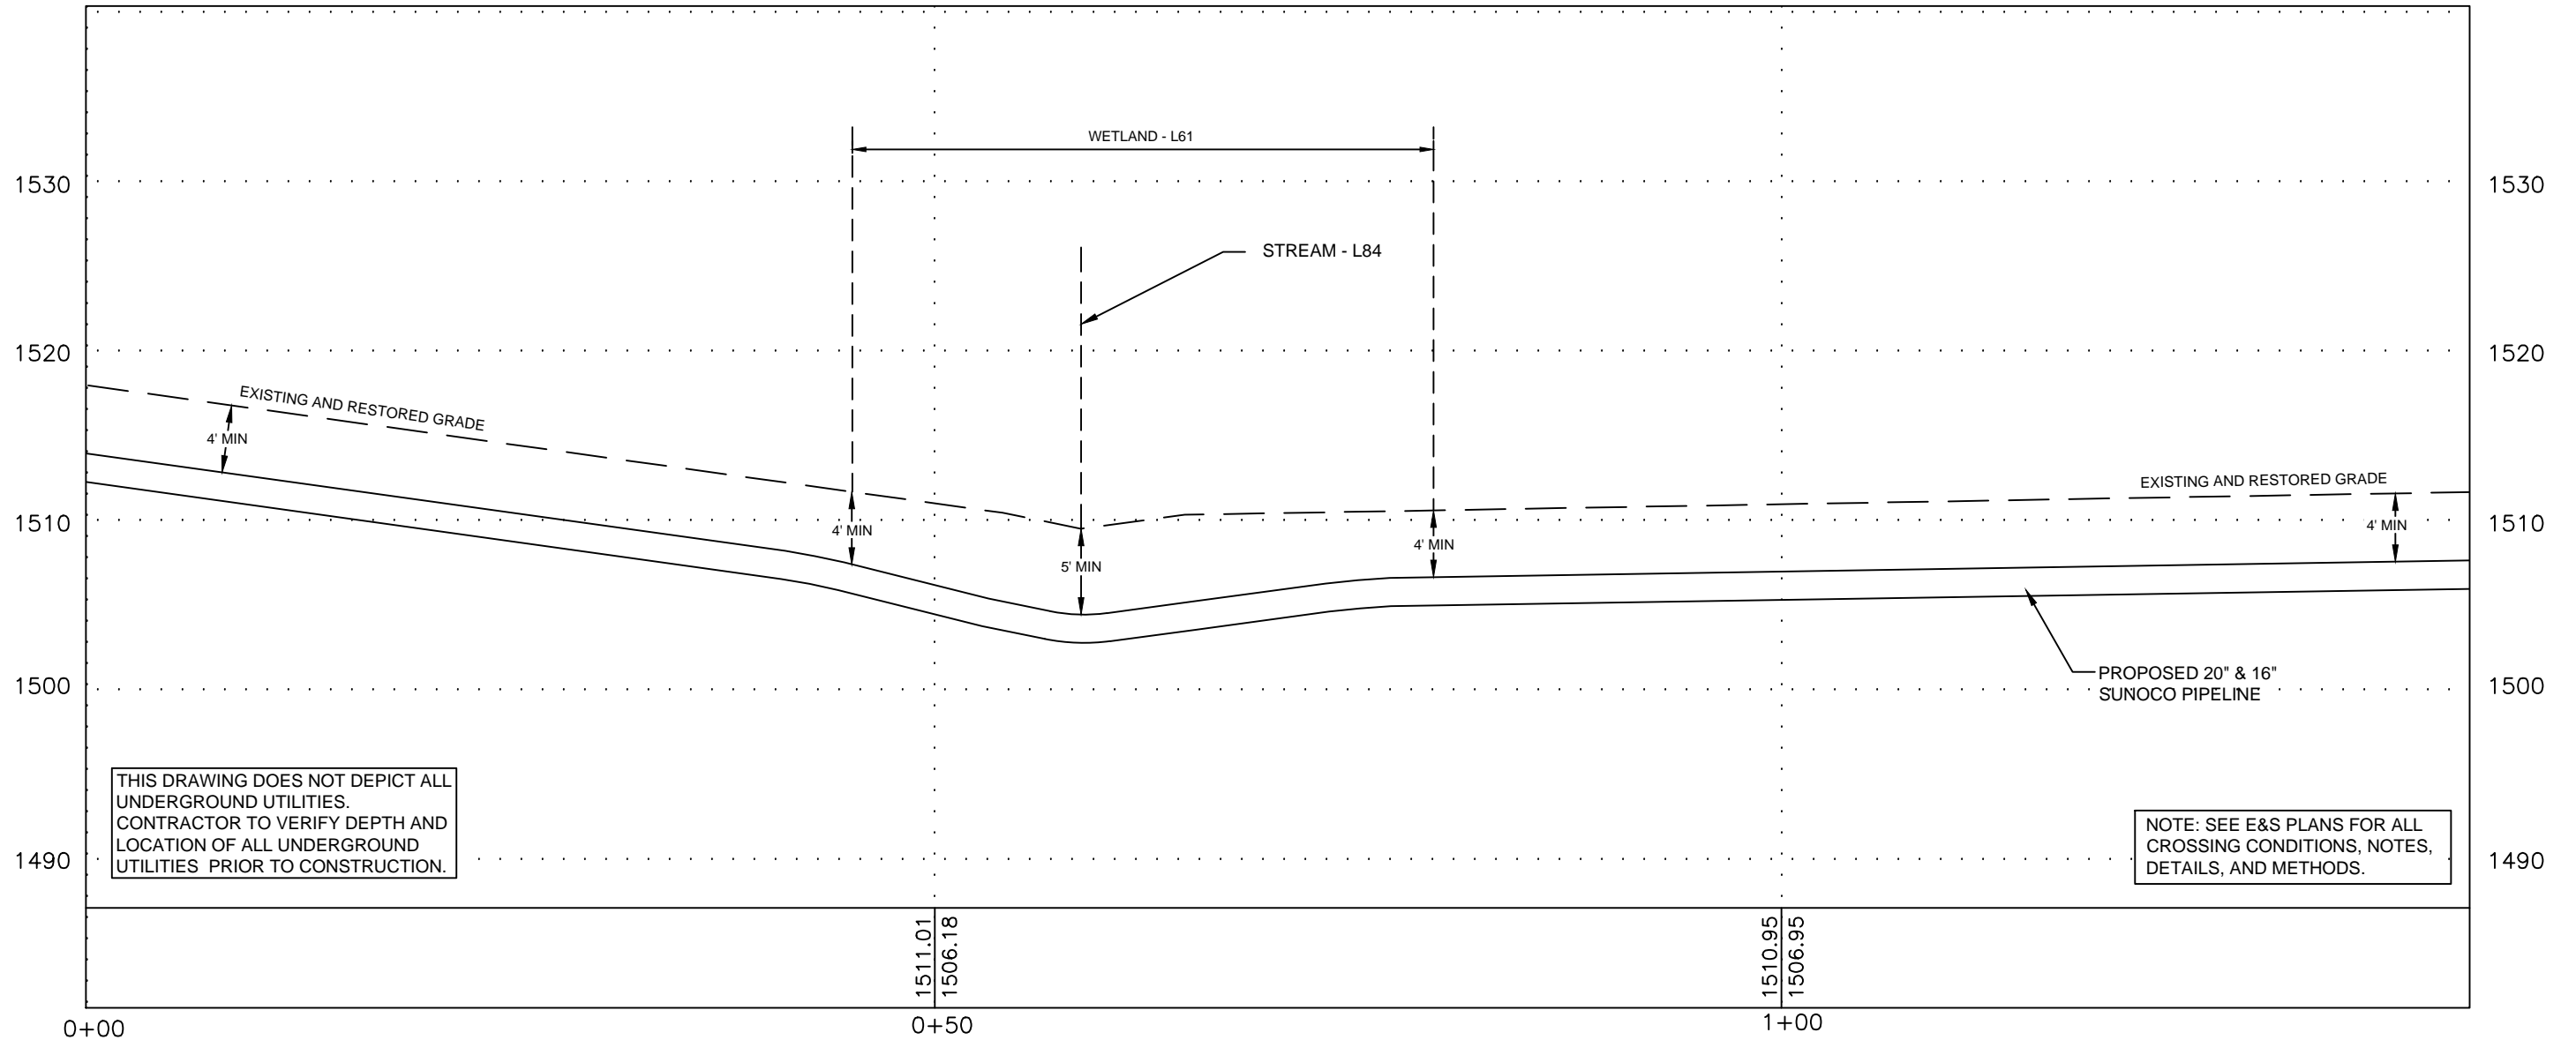 WETLAND - L61
1530
1530
STREAM - L84
1520
1520
EXISTING AND RESTORED GRADE
4' MIN
EXISTING AND RESTORED GRADE
1510
4' MIN
5' MIN
4' MIN
4' MIN
1510
1500
PROPOSED 20" & 16"
SUNOCO PIPELINE
1500
THIS DRAWING DOES NOT DEPICT ALL
UNDERGROUND UTILITIES.
CONTRACTOR TO VERIFY DEPTH AND
LOCATION OF ALL UNDERGROUND
UTILITIES PRIOR TO CONSTRUCTION.
NOTE: SEE E&S PLANS FOR ALL
CROSSING CONDITIONS, NOTES,
DETAILS, AND METHODS.
1490
1490
1511.01
1506.18
1510.95
1506.95
0+00
0+50
1+00